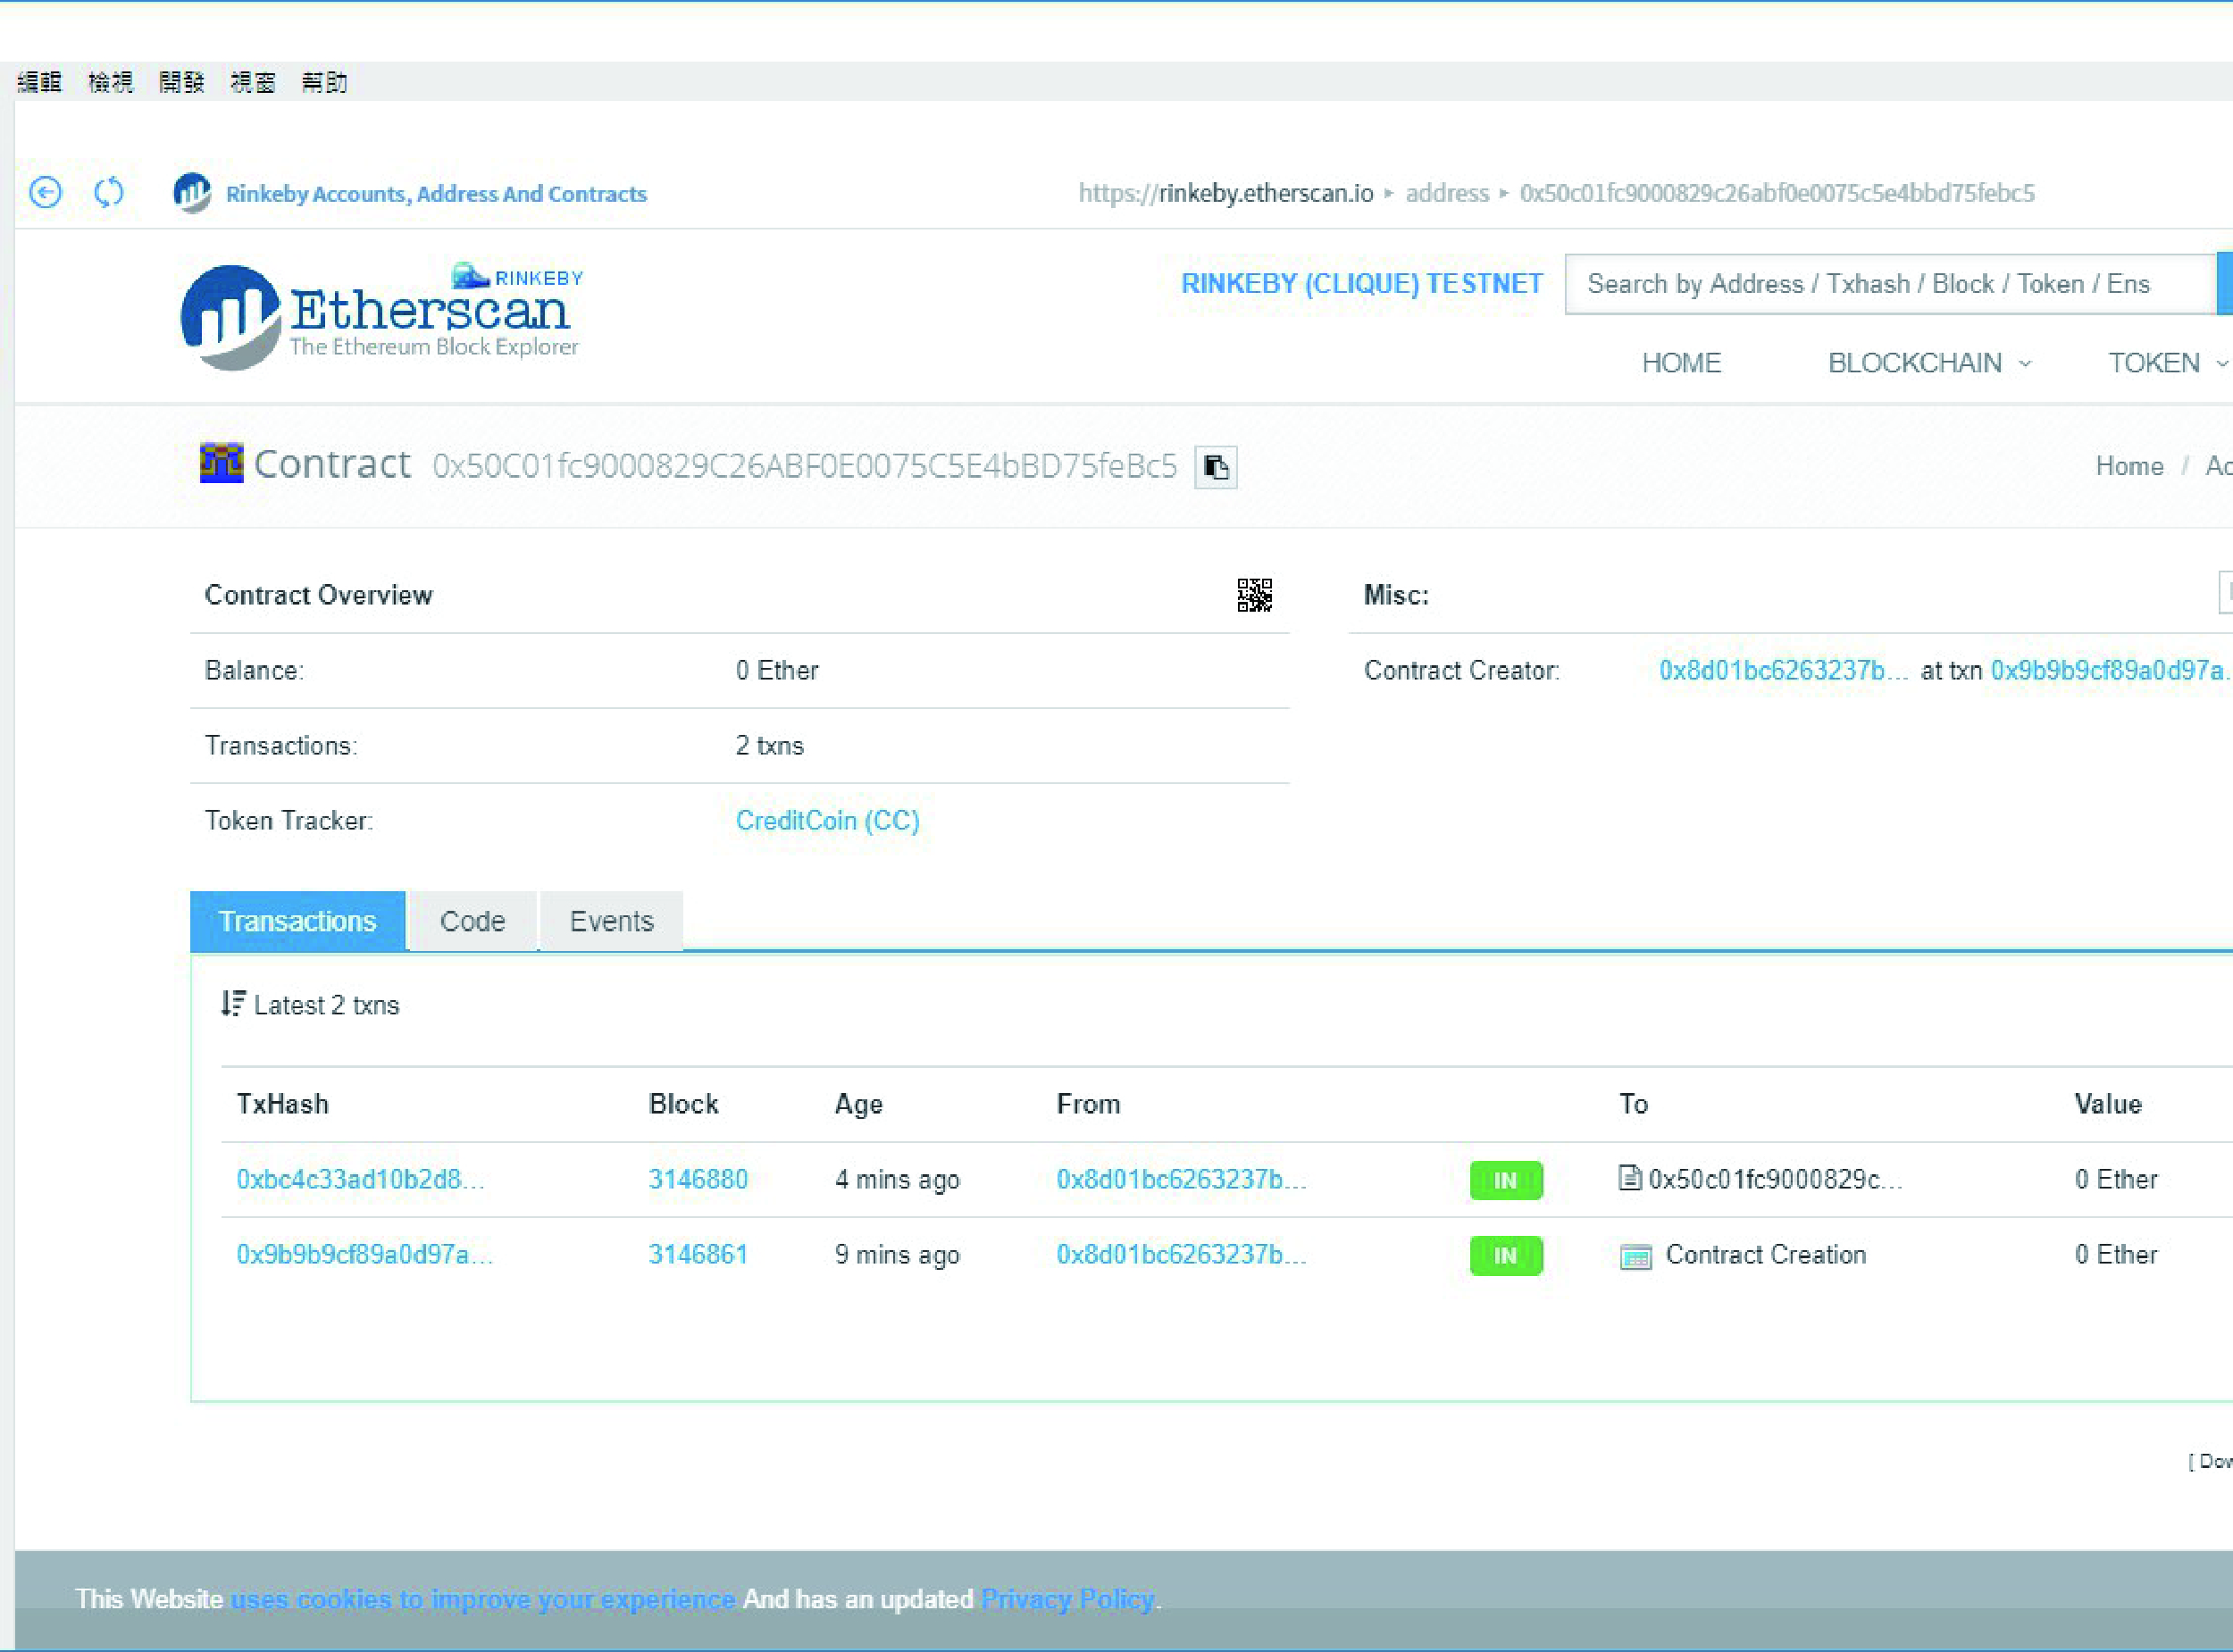 編輯 檢視 開發 視窗 幫助
Rinkeby Accounts, Address And Contracts https://rinkeby.etherscan.io ▸ address ▸ 0x50c01fc9000829c26abf0e0075c5e4bbd75febc5
RINKEBY
Etherscan
The Ethereum Block Explorer
RINKEBY (CLIQUE) TESTNET Search by Address / Txhash / Block / Token / Ens
HOME BLOCKCHAIN TOKEN
Contract 0x50C01fc9000829C26ABF0E0075C5E4bBD75feBc5 Home /
Contract Overview Misc:
Balance: 0 Ether Contract Creator: 0x8d01bc6263237b... at txn 0x9b9b9cf89a0d97a.
Transactions: 2 txns
Token Tracker: CreditCoin (CC)
Transactions Code Events
Latest 2 txns
TxHash Block Age From To Value
0xbc4c33ad10b2d8... 3146880 4 mins ago 0x8d01bc6263237b... IN 0x50c01fc9000829c... 0 Ether
0x9b9b9cf89a0d97a... 3146861 9 mins ago 0x8d01bc6263237b... IN Contract Creation 0 Ether
This Website uses cookies to improve your experience And has an updated Privacy Policy.